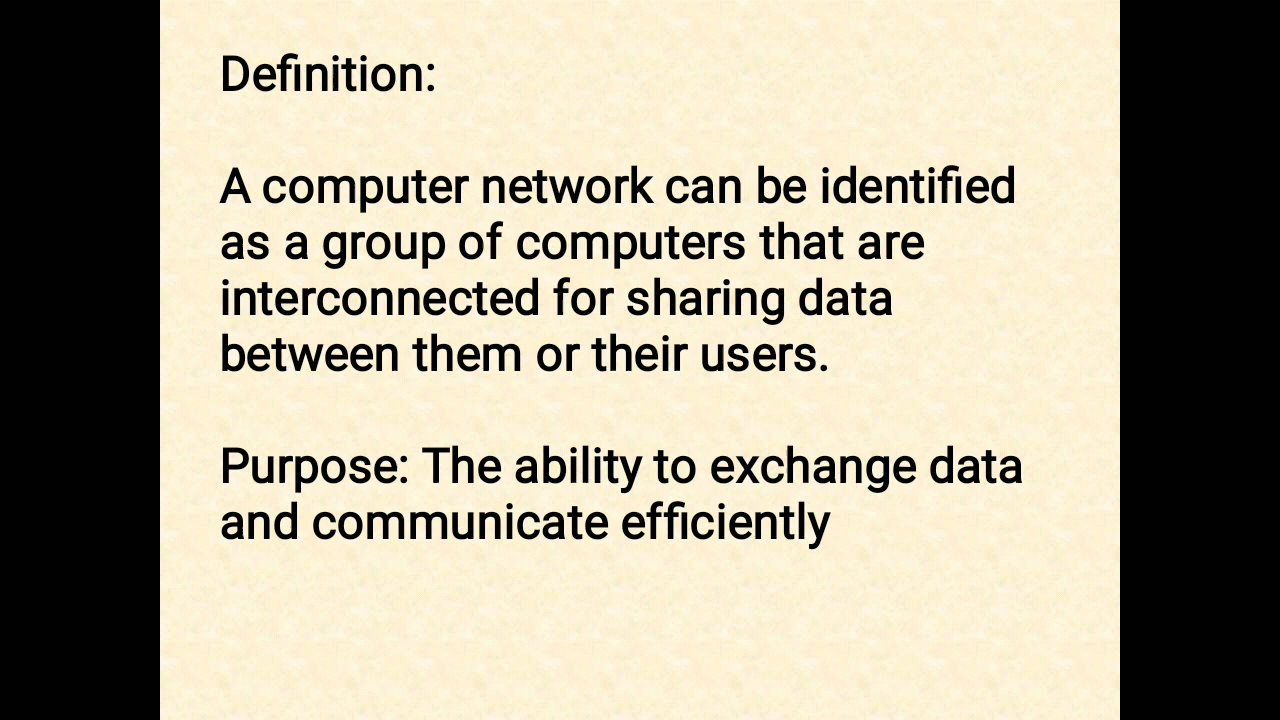 Definition:
A computer network can be identified
as a group of computers that are
interconnected for sharing data
between them or their users.
Purpose: The ability to exchange data
and communicate efficiently